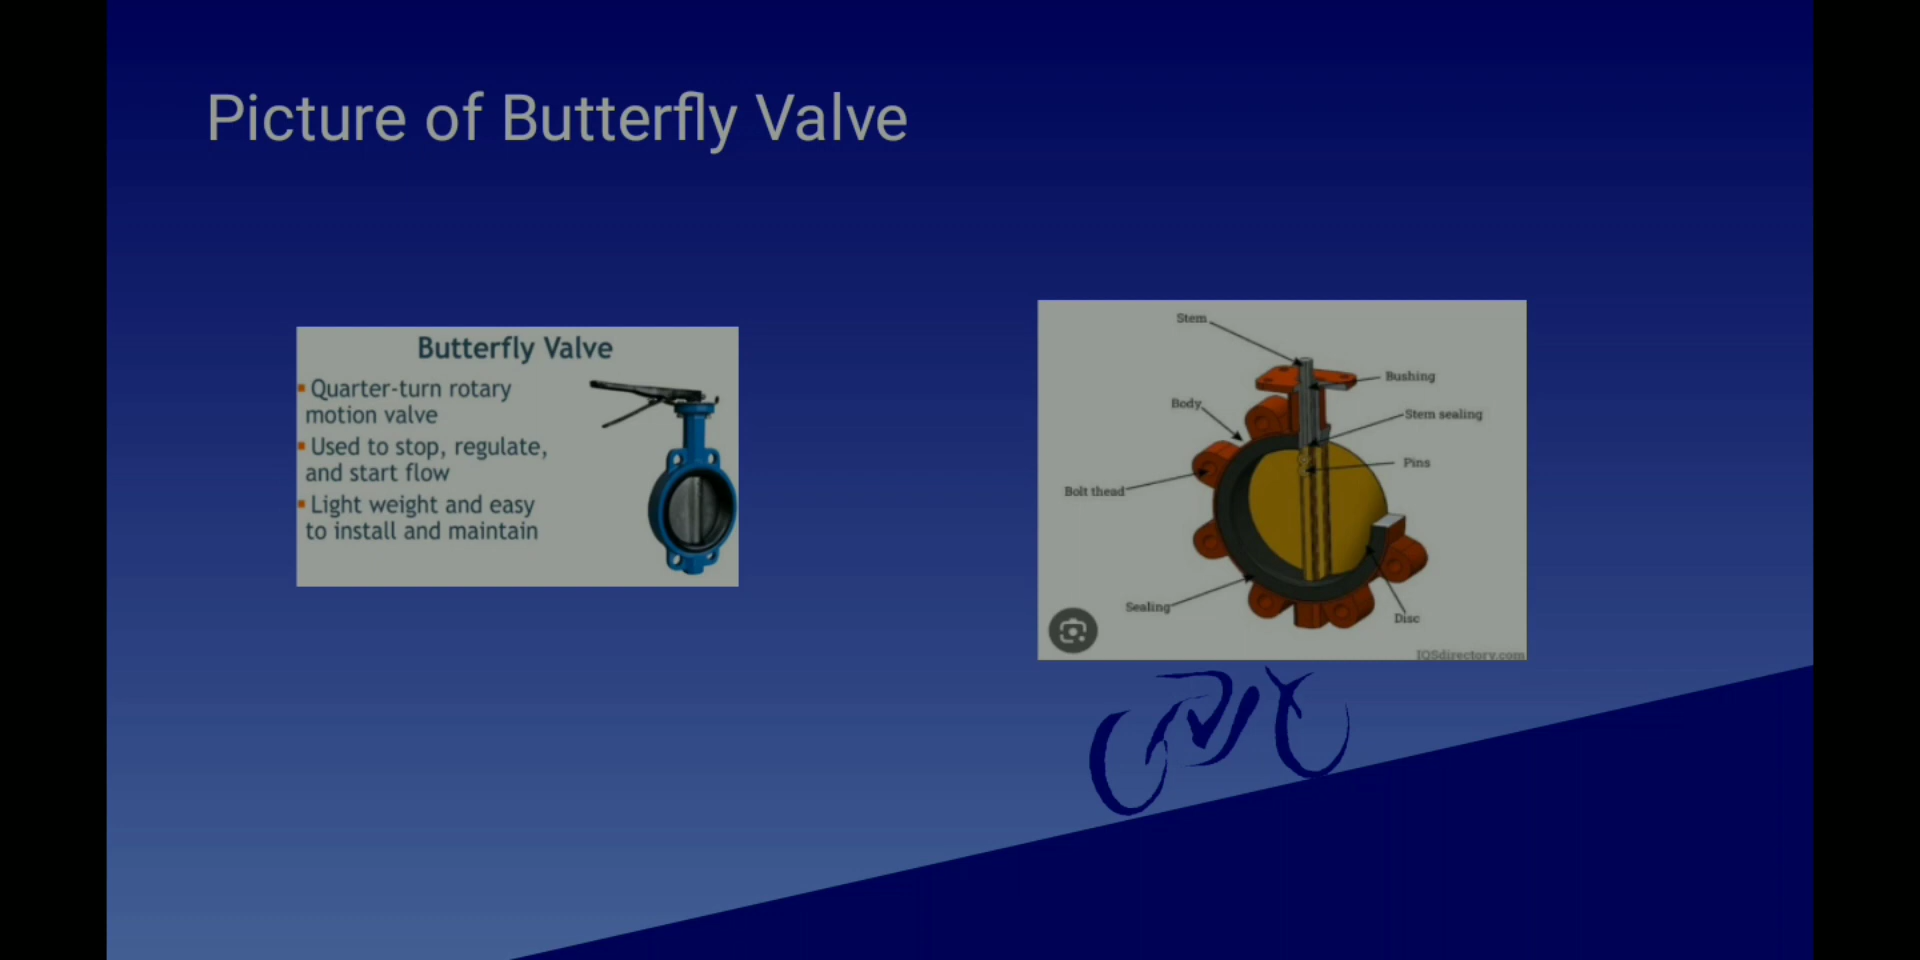 Picture of Butterfly Valve
Butterfly Valve
Quarter-turn rotary
motion valve
Used to stop, regulate,
and start flow
Light weight and easy
to install and maintain
Stem
Bushing
Body
Stem sealing
Pins
Bolt thead
Sealing
Disc
IQSdirectory.com